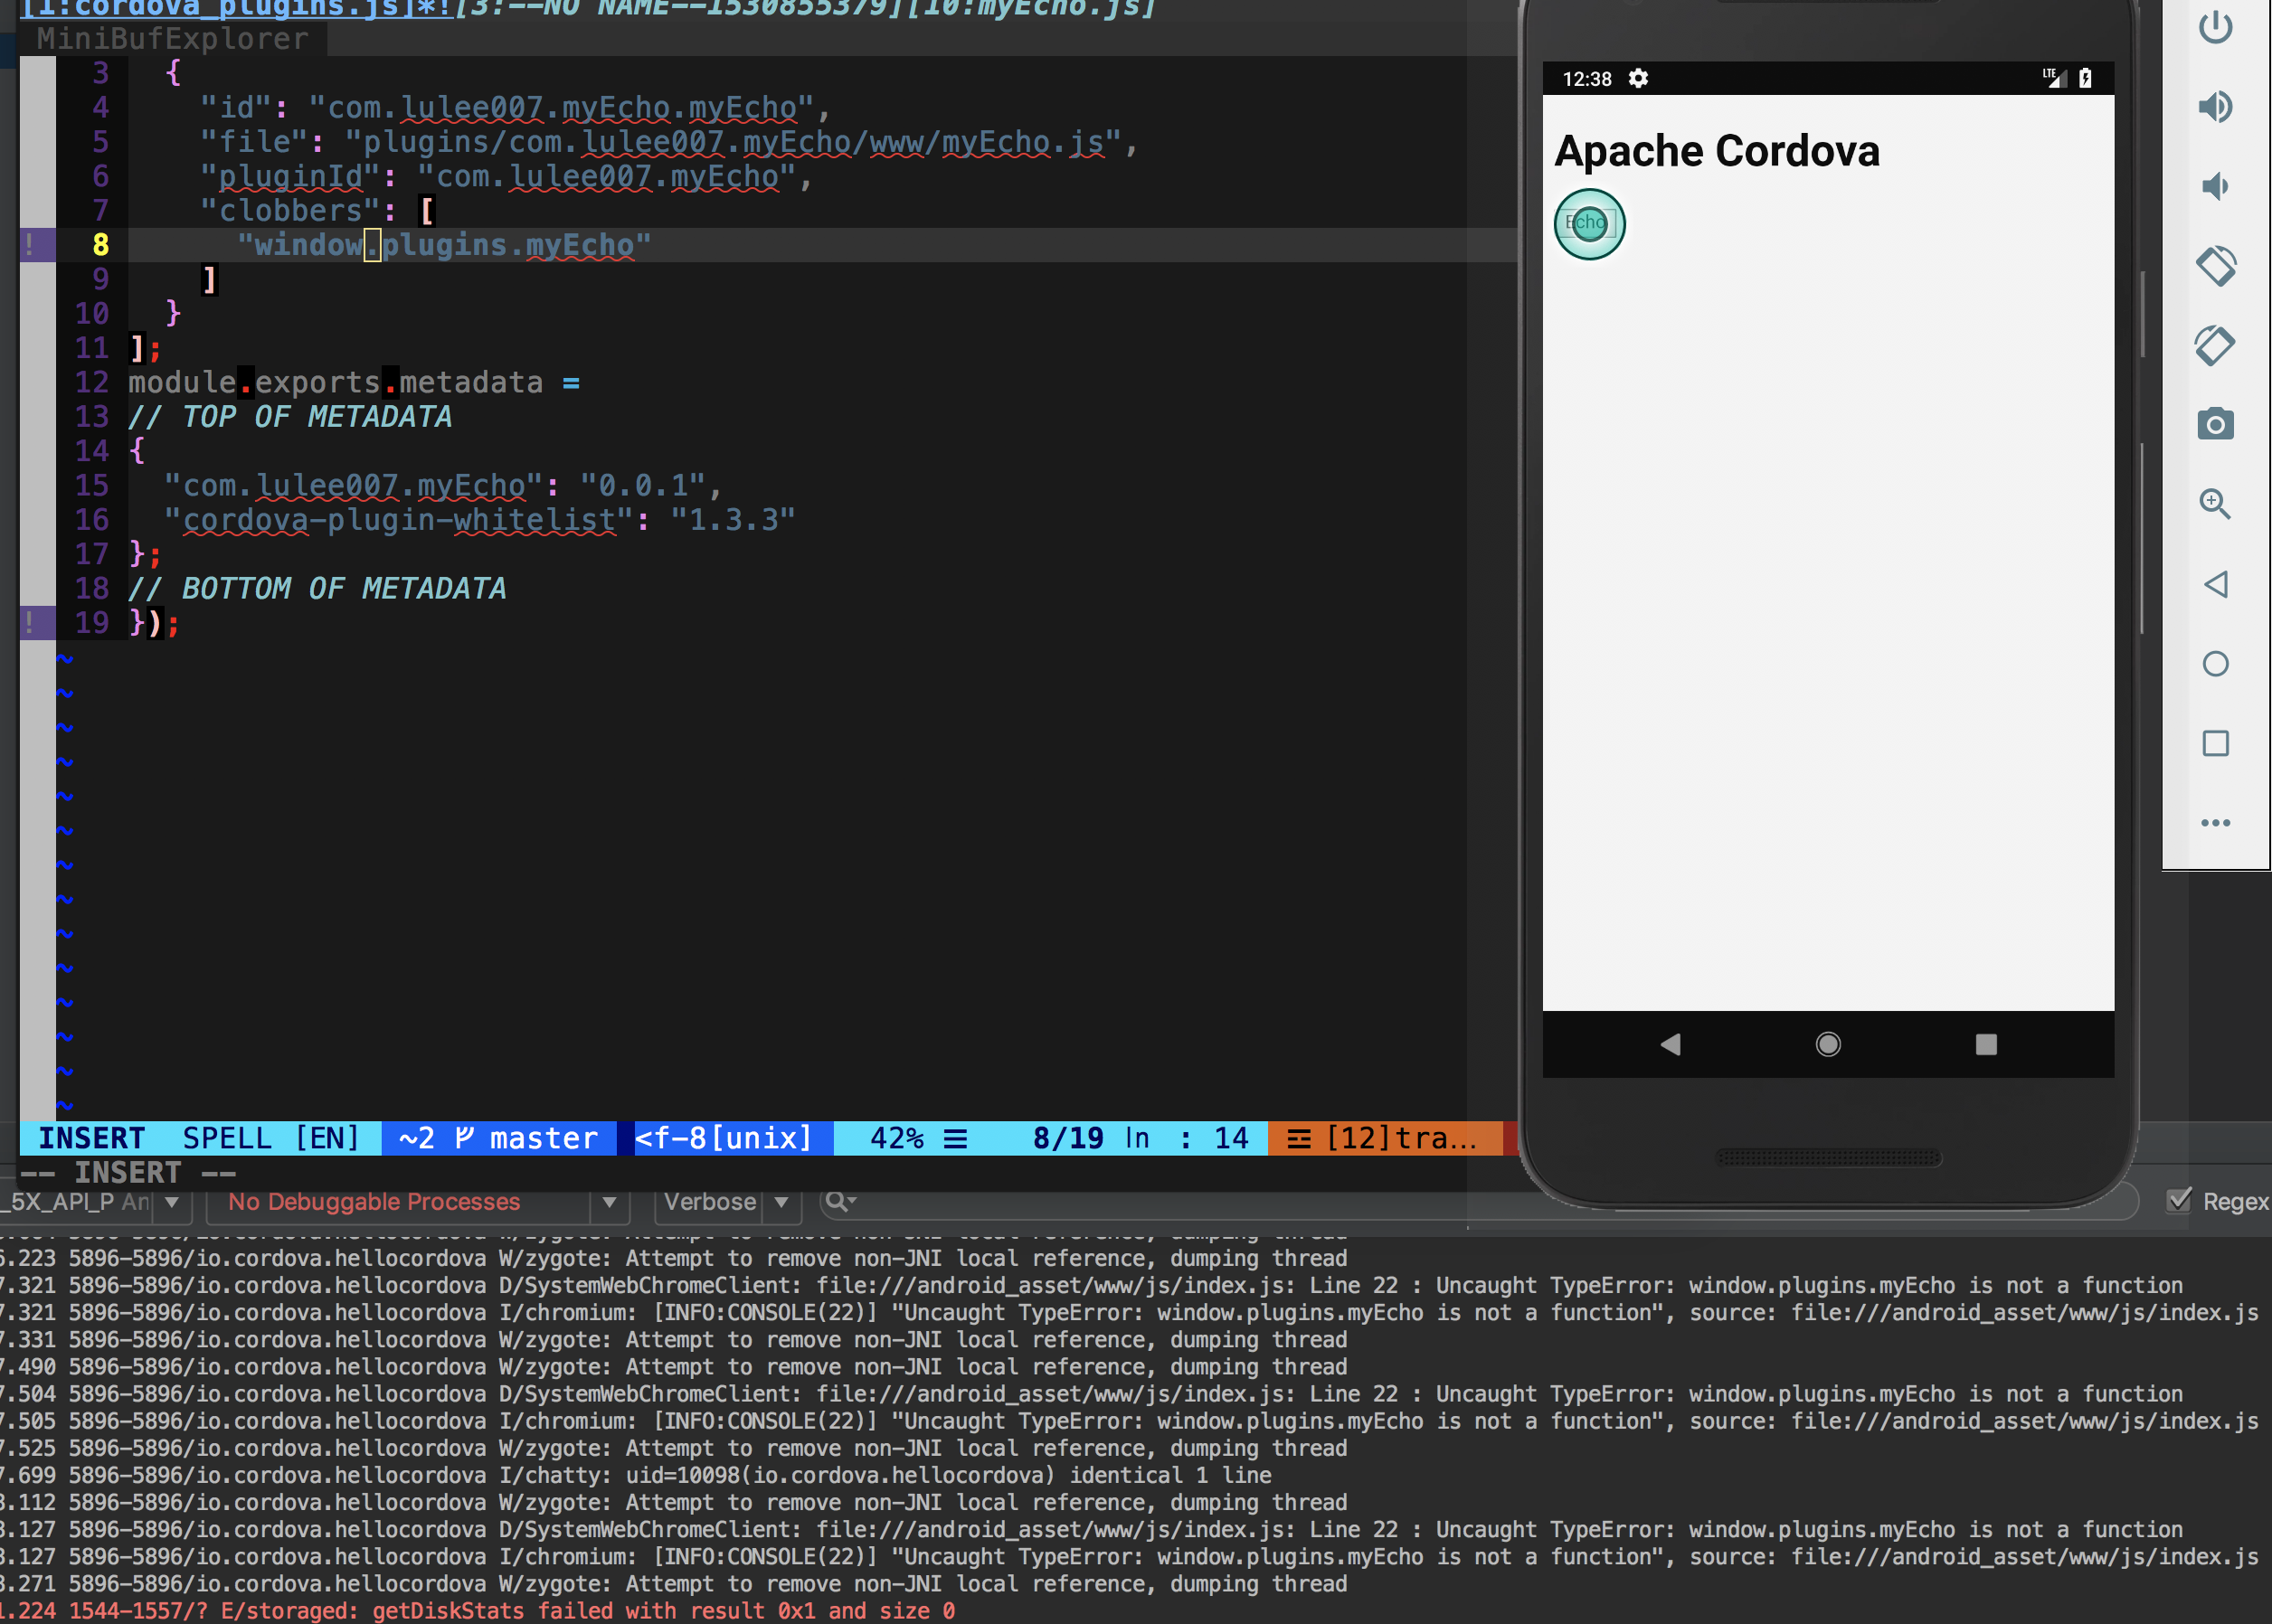 [1:cordova_plugins.js]*![3:--NO NAME--1530855379][10:myEcho.js]
MiniBufExplorer
3 {
4 "id": "com.lulee007.myEcho.myEcho",
5 "file": "plugins/com.lulee007.myEcho/www/myEcho.js",
6 "pluginId": "com.lulee007.myEcho",
7 "clobbers": [
! 8 "window.plugins.myEcho"
9 ]
10 }
11 ];
12 module.exports.metadata =
13 // TOP OF METADATA
14 {
15 "com.lulee007.myEcho": "0.0.1",
16 "cordova-plugin-whitelist": "1.3.3"
17 };
18 // BOTTOM OF METADATA
! 19 });
~
~
~
~
~
~
~
~
~
~
~
~
~
~
INSERT SPELL [EN] ~2 master <f-8[unix] 42% ☰ 8/19 ln : 14 [12]tra…
-- INSERT --
12:38 LTE
Apache Cordova
Echo
_5X_API_P An No Debuggable Processes Verbose Regex
6.223 5896-5896/io.cordova.hellocordova W/zygote: Attempt to remove non-JNI local reference, dumping thread
7.321 5896-5896/io.cordova.hellocordova D/SystemWebChromeClient: file:///android_asset/www/js/index.js: Line 22 : Uncaught TypeError: window.plugins.myEcho is not a function
7.321 5896-5896/io.cordova.hellocordova I/chromium: [INFO:CONSOLE(22)] "Uncaught TypeError: window.plugins.myEcho is not a function", source: file:///android_asset/www/js/index.js
7.331 5896-5896/io.cordova.hellocordova W/zygote: Attempt to remove non-JNI local reference, dumping thread
7.490 5896-5896/io.cordova.hellocordova W/zygote: Attempt to remove non-JNI local reference, dumping thread
7.504 5896-5896/io.cordova.hellocordova D/SystemWebChromeClient: file:///android_asset/www/js/index.js: Line 22 : Uncaught TypeError: window.plugins.myEcho is not a function
7.505 5896-5896/io.cordova.hellocordova I/chromium: [INFO:CONSOLE(22)] "Uncaught TypeError: window.plugins.myEcho is not a function", source: file:///android_asset/www/js/index.js
7.525 5896-5896/io.cordova.hellocordova W/zygote: Attempt to remove non-JNI local reference, dumping thread
7.699 5896-5896/io.cordova.hellocordova I/chatty: uid=10098(io.cordova.hellocordova) identical 1 line
8.112 5896-5896/io.cordova.hellocordova W/zygote: Attempt to remove non-JNI local reference, dumping thread
8.127 5896-5896/io.cordova.hellocordova D/SystemWebChromeClient: file:///android_asset/www/js/index.js: Line 22 : Uncaught TypeError: window.plugins.myEcho is not a function
8.127 5896-5896/io.cordova.hellocordova I/chromium: [INFO:CONSOLE(22)] "Uncaught TypeError: window.plugins.myEcho is not a function", source: file:///android_asset/www/js/index.js
8.271 5896-5896/io.cordova.hellocordova W/zygote: Attempt to remove non-JNI local reference, dumping thread
1.224 1544-1557/? E/storaged: getDiskStats failed with result 0x1 and size 0